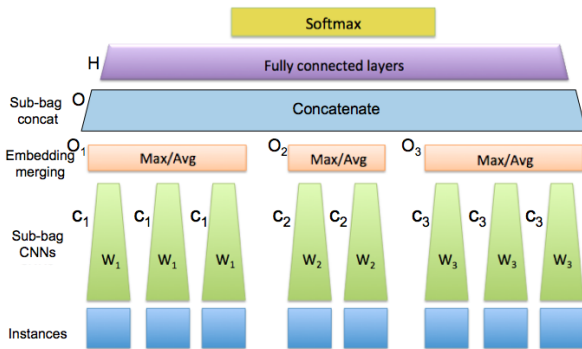 Softmax
H Fully connected layers
Sub-bag concat O Concatenate
Embedding merging O1 Max/Avg O2 Max/Avg O3 Max/Avg
C1 C1 C1 C2 C2 C3 C3 C3
Sub-bag CNNs W1 W1 W1 W2 W2 W3 W3 W3
Instances